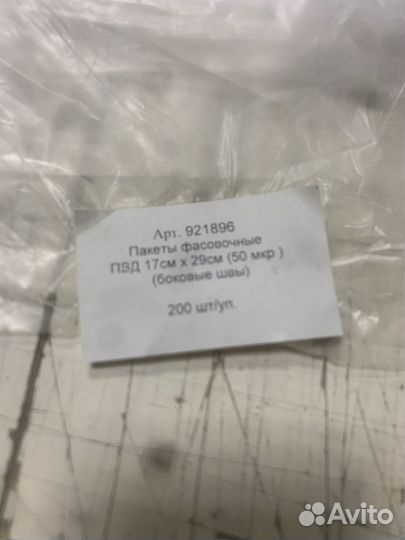 Арт. 921896
Пакеты фасовочные
ПВД 17см х 29см (50 мкр )
(боковые швы)
200 шт/уп.
Avito